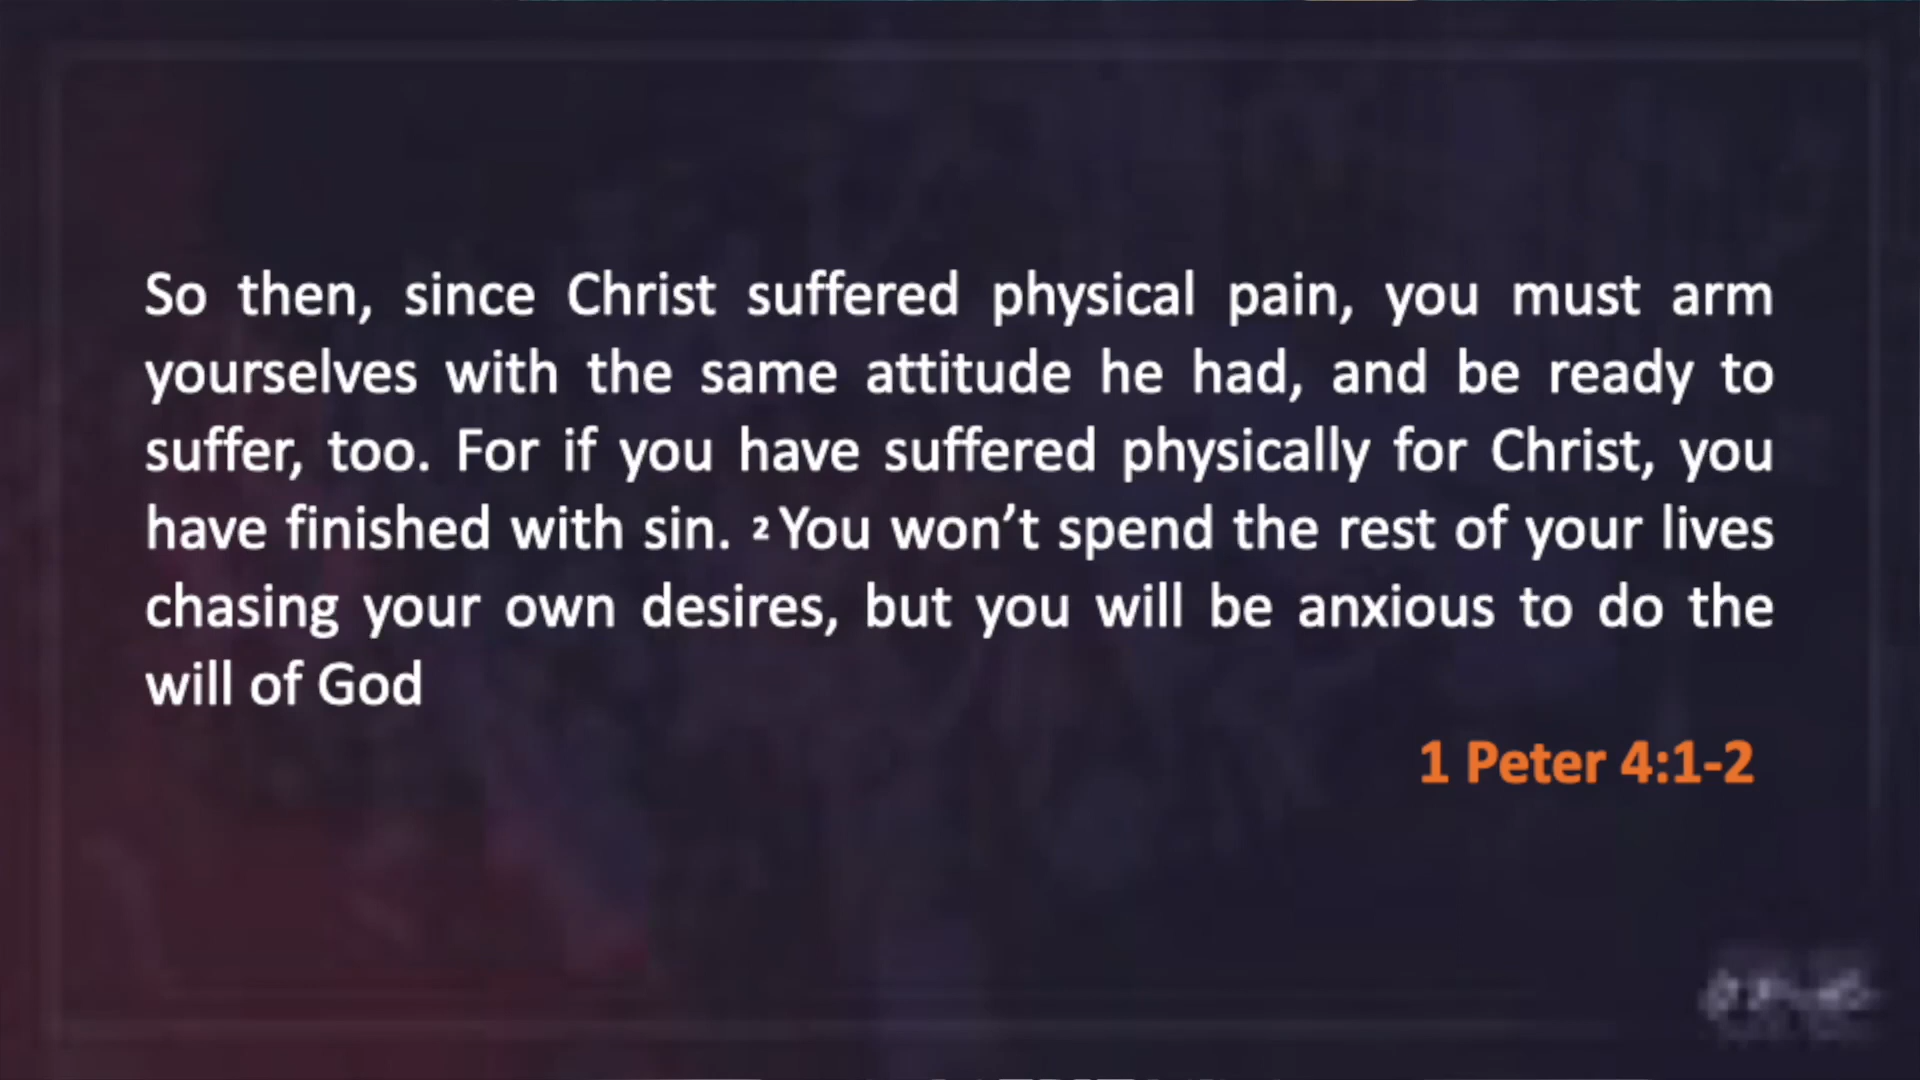 So then, since Christ suffered physical pain, you must arm
yourselves with the same attitude he had, and be ready to
suffer, too. For if you have suffered physically for Christ, you
have finished with sin. ² You won’t spend the rest of your lives
chasing your own desires, but you will be anxious to do the
will of God
1 Peter 4:1-2